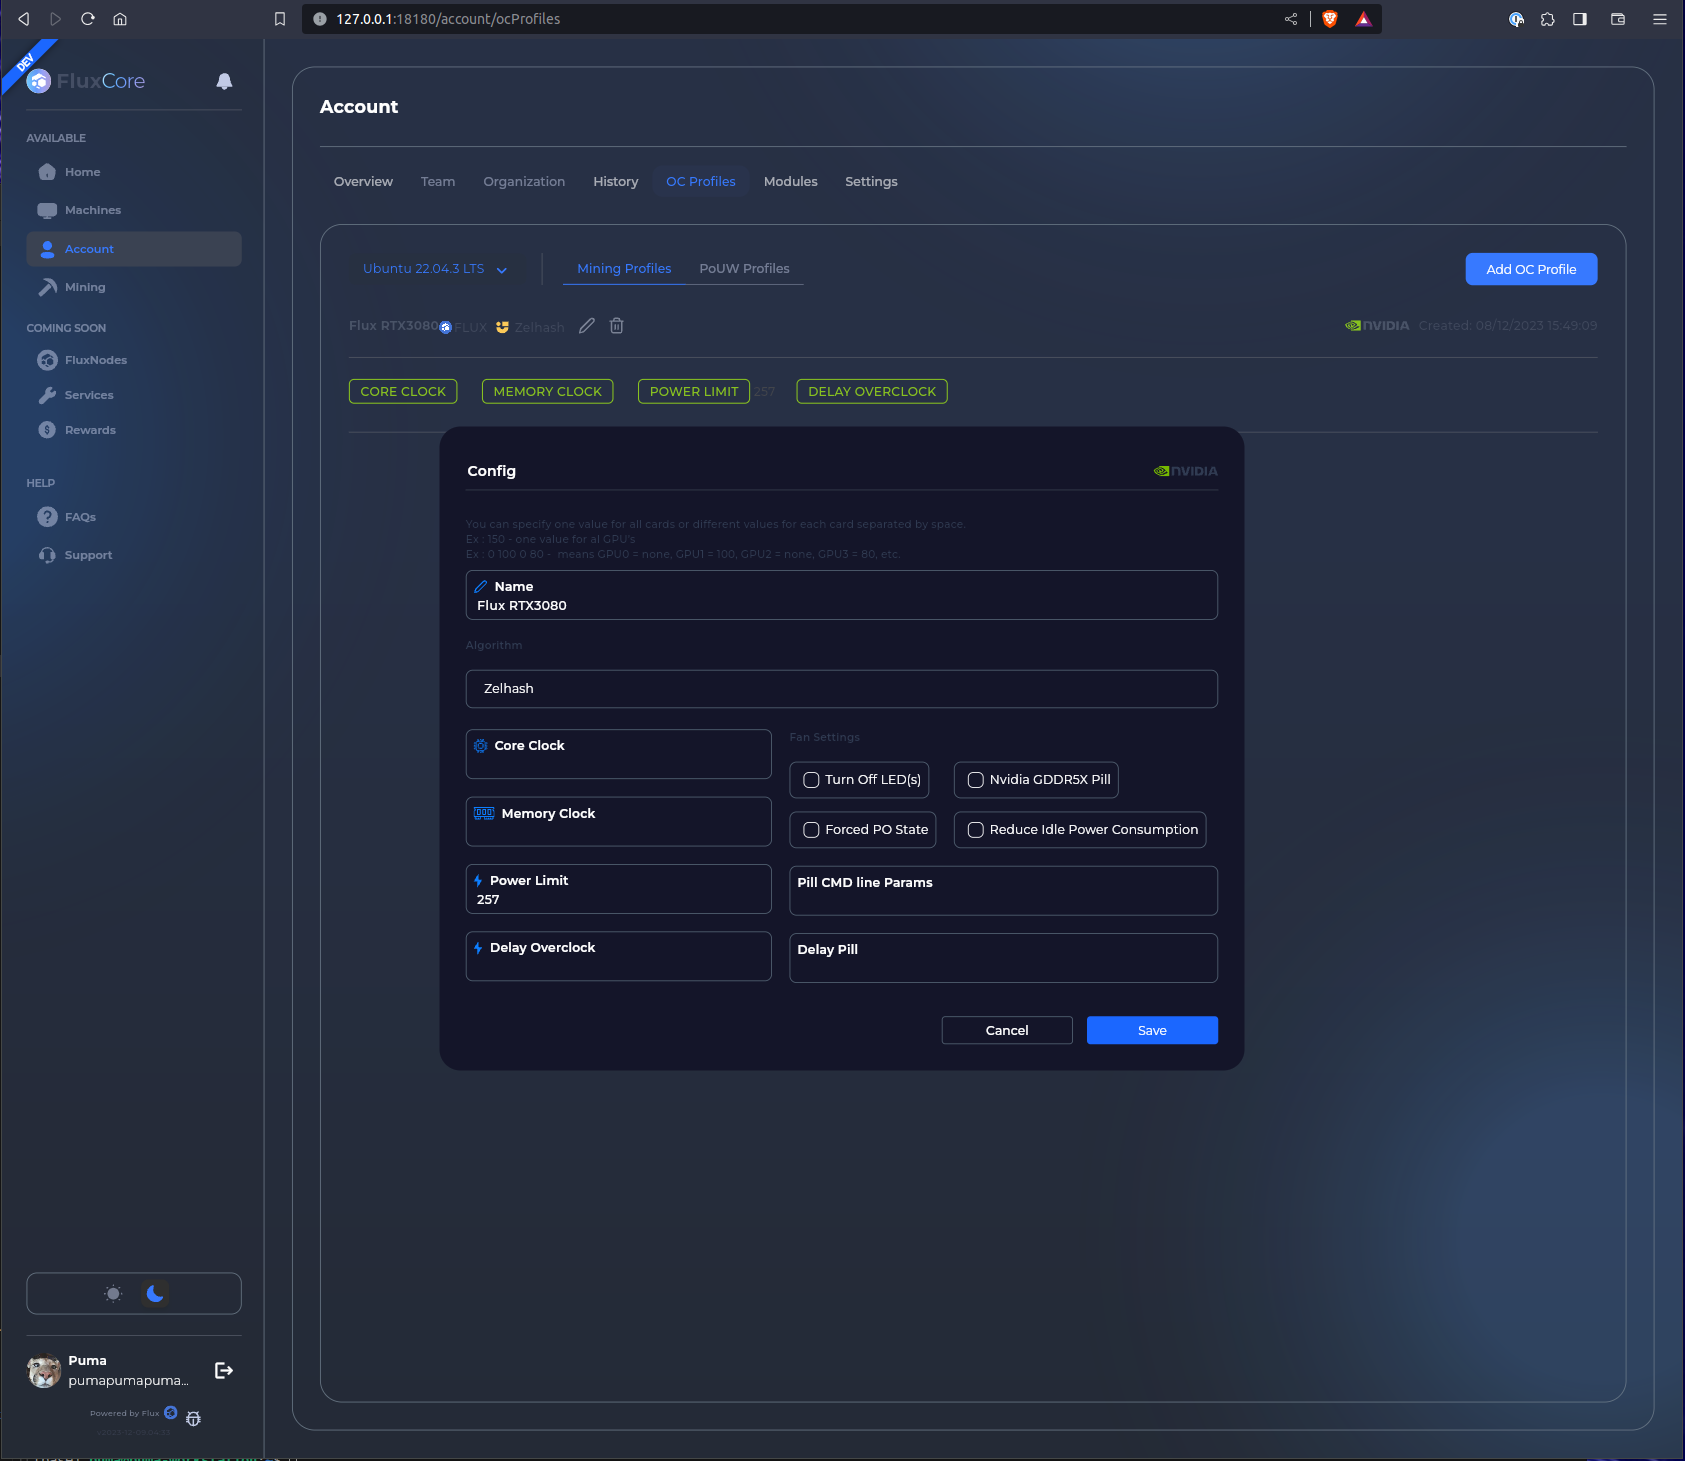 127.0.0.1:18180/account/ocProfiles
DEV
FluxCore
AVAILABLE
Home
Machines
Account
Mining
COMING SOON
FluxNodes
Services
Rewards
HELP
FAQs
Support
Puma
pumapumapuma...
Powered by Flux
Account
Overview Team Organization History OC Profiles Modules Settings
Ubuntu 22.04.3 LTS Mining Profiles PoUW Profiles Add OC Profile
Flux RTX3080 FLUX Zelhash NVIDIA Created: 08/12/2023 15:49:09
CORE CLOCK MEMORY CLOCK POWER LIMIT 257 DELAY OVERCLOCK
Config NVIDIA
You can specify one value for all cards or different values for each card separated by space.
Ex : 150 - one value for al GPU's
Ex : 0 100 0 80 - means GPU0 = none, GPU1 = 100, GPU2 = none, GPU3 = 80, etc.
Name
Flux RTX3080
Algorithm
Zelhash
Core Clock
Memory Clock
Power Limit
257
Delay Overclock
Fan Settings
Turn Off LED(s) Nvidia GDDR5X Pill
Forced PO State Reduce Idle Power Consumption
Pill CMD line Params
Delay Pill
Cancel Save